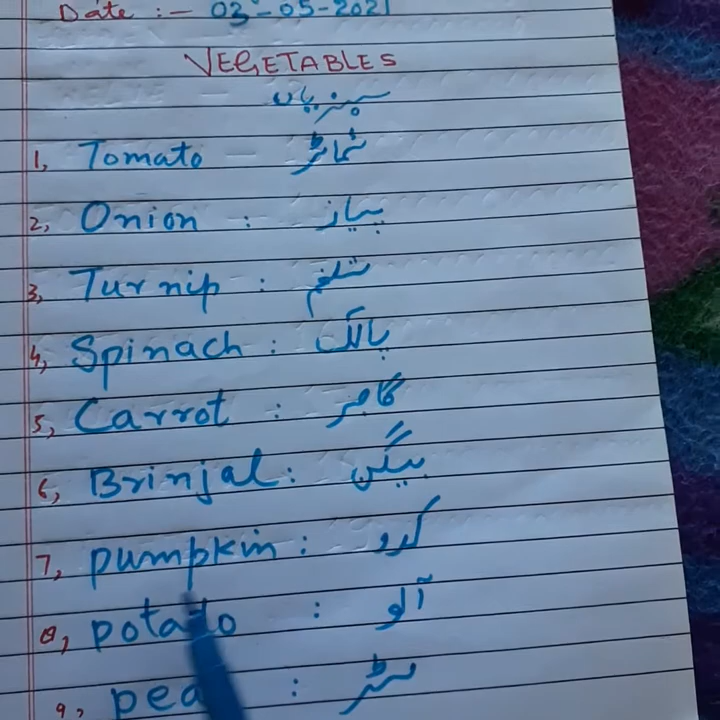 Date :- 03-05-2021
VEGETABLES
سبزیاں
1, Tomato ٹماٹر
2, Onion : پیاز
3, Turnip : شلغم
4, Spinach : پالک
5, Carrot : گاجر
6, Brinjal : بیگن
7, pumpkin : کدو
8, potato : آلو
9, pea : مٹر